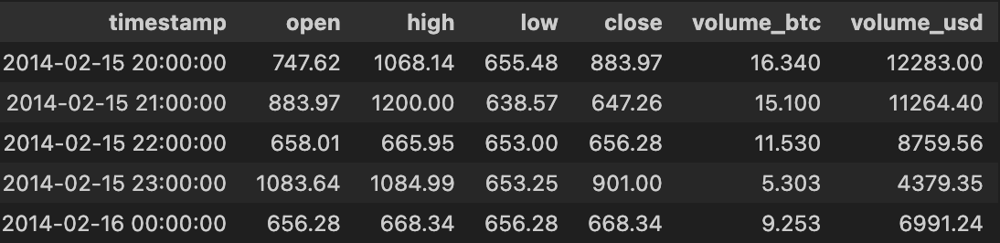 timestamp open high low close volume_btc volume_usd
2014-02-15 20:00:00 747.62 1068.14 655.48 883.97 16.340 12283.00
2014-02-15 21:00:00 883.97 1200.00 638.57 647.26 15.100 11264.40
2014-02-15 22:00:00 658.01 665.95 653.00 656.28 11.530 8759.56
2014-02-15 23:00:00 1083.64 1084.99 653.25 901.00 5.303 4379.35
2014-02-16 00:00:00 656.28 668.34 656.28 668.34 9.253 6991.24